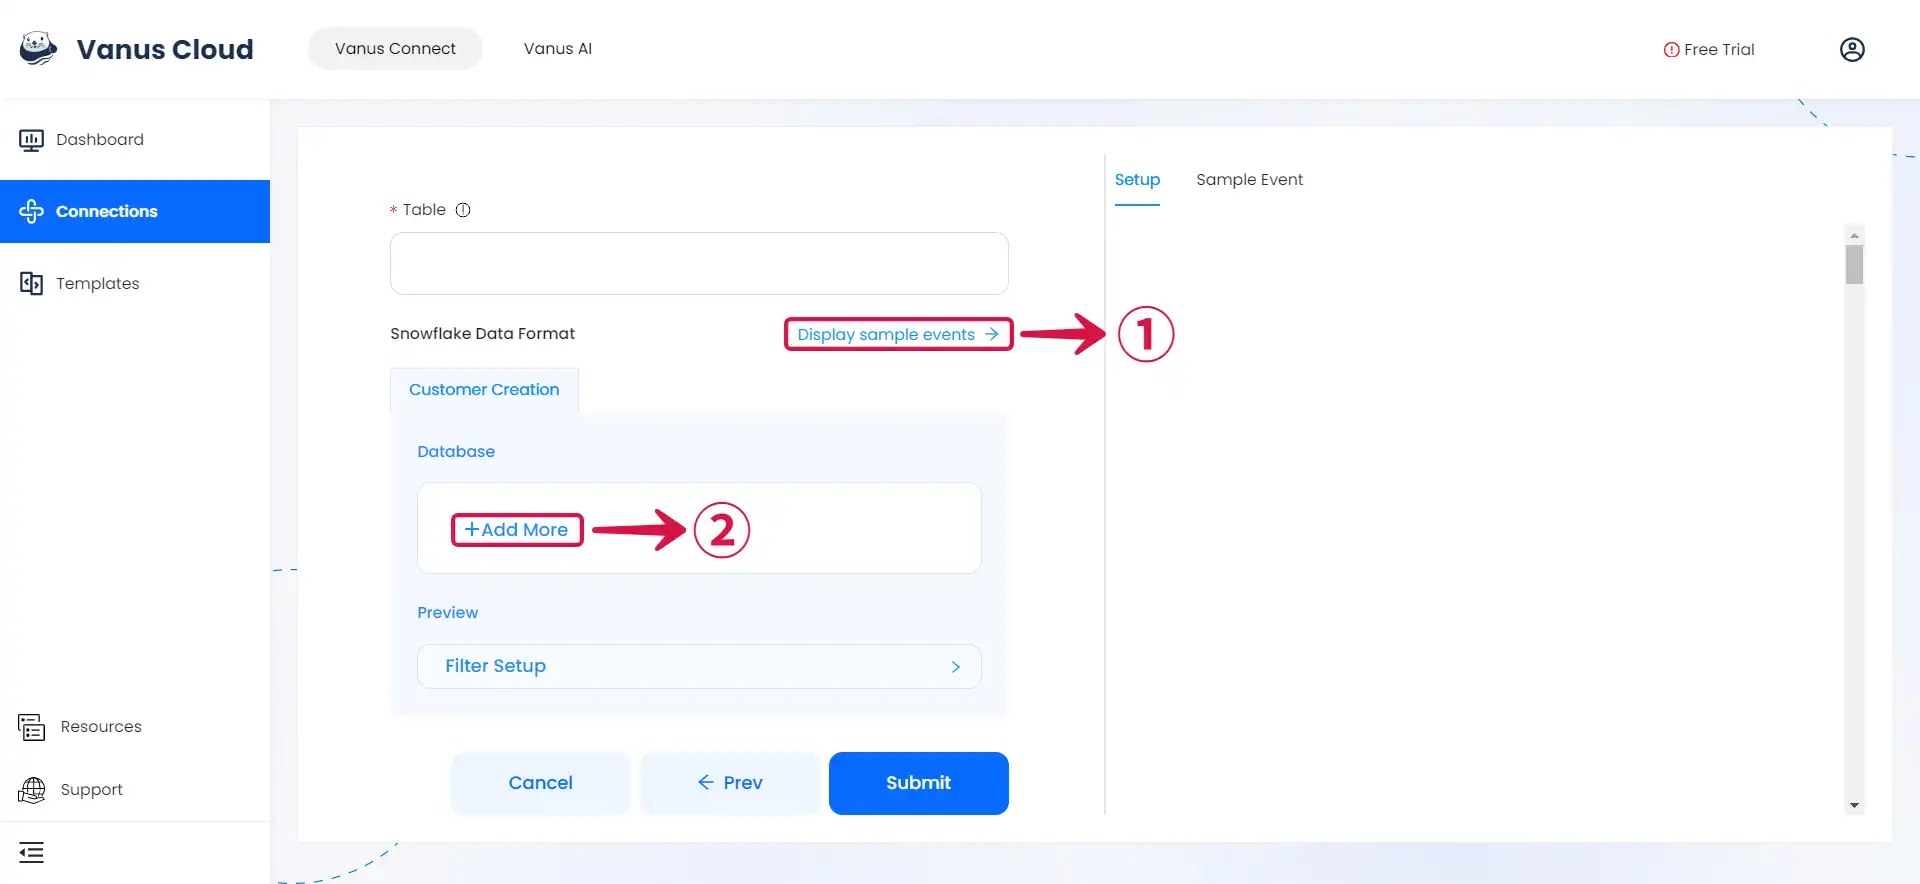 Vanus Cloud
Vanus Connect
Vanus AI
Free Trial
Dashboard
Connections
Templates
Resources
Support
* Table
Snowflake Data Format
Display sample events →
1
Customer Creation
Database
+Add More
2
Preview
Filter Setup >
Cancel
← Prev
Submit
Setup
Sample Event